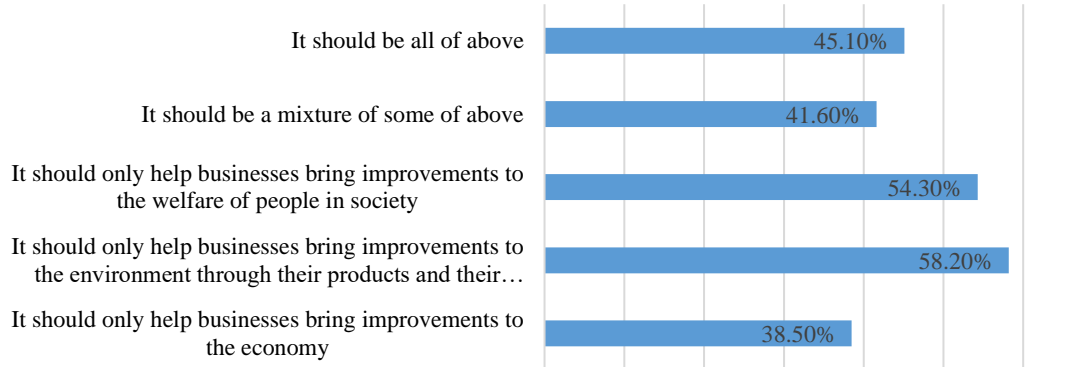 It should be all of above
45.10%
It should be a mixture of some of above
41.60%
It should only help businesses bring improvements to
the welfare of people in society
54.30%
It should only help businesses bring improvements to
the environment through their products and their…
58.20%
It should only help businesses bring improvements to
the economy
38.50%